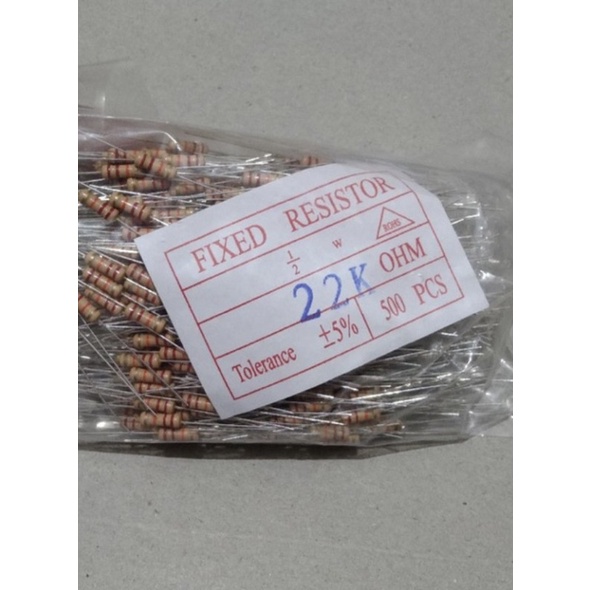 FIXED RESISTOR
1/2 W ROHS
22K OHM
Tolerance ±5% 500 PCS